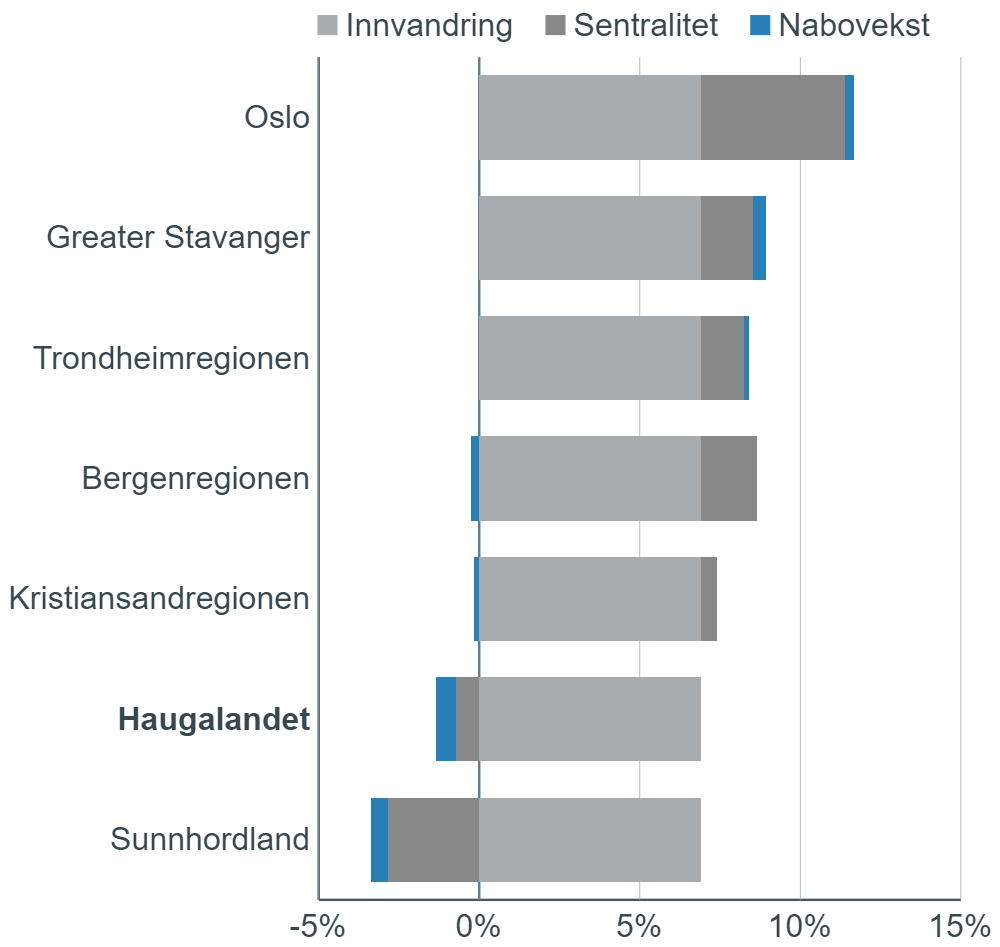 Innvandring Sentralitet Nabovekst
Oslo
Greater Stavanger
Trondheimregionen
Bergenregionen
Kristiansandregionen
Haugalandet
Sunnhordland
-5% 0% 5% 10% 15%